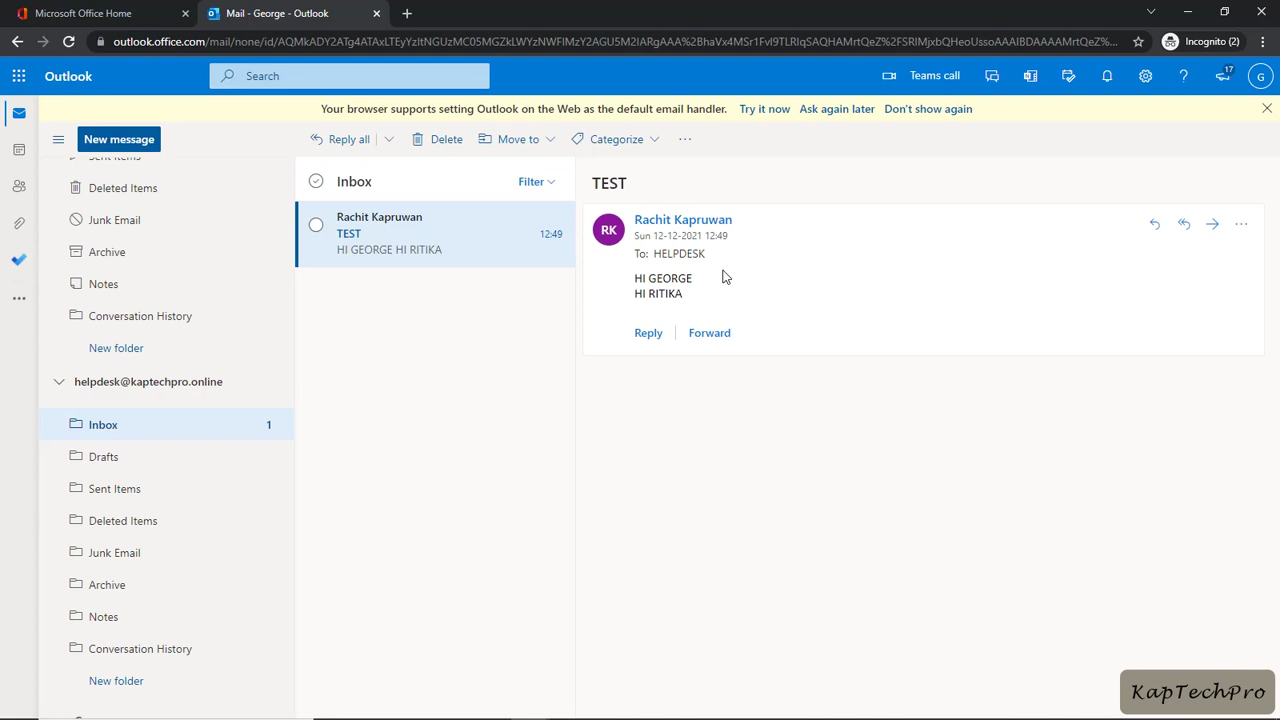 Microsoft Office Home
Mail - George - Outlook
outlook.office.com/mail/none/id/AQMkADY2ATg4ATAxLTEyYzItNGUzMC05MGZkLWYzNWFlMzY2AGU5M2IARgAAA%2BhaVx4MSr1Fvl9TLRIqSAQHAMrtQeZ%2FSRIMjxbQHeoUssoAAAIBDAAAAMrtQeZ%...
Incognito (2)
Outlook
Search
Teams call
17
G
Your browser supports setting Outlook on the Web as the default email handler. Try it now Ask again later Don't show again
New message
Reply all
Delete
Move to
Categorize
Sent Items
Deleted Items
Junk Email
Archive
Notes
Conversation History
New folder
helpdesk@kaptechpro.online
Inbox 1
Drafts
Sent Items
Deleted Items
Junk Email
Archive
Notes
Conversation History
New folder
Inbox
Filter
Rachit Kapruwan
TEST 12:49
HI GEORGE HI RITIKA
TEST
RK
Rachit Kapruwan
Sun 12-12-2021 12:49
To: HELPDESK
HI GEORGE
HI RITIKA
Reply
Forward
KapTechPro